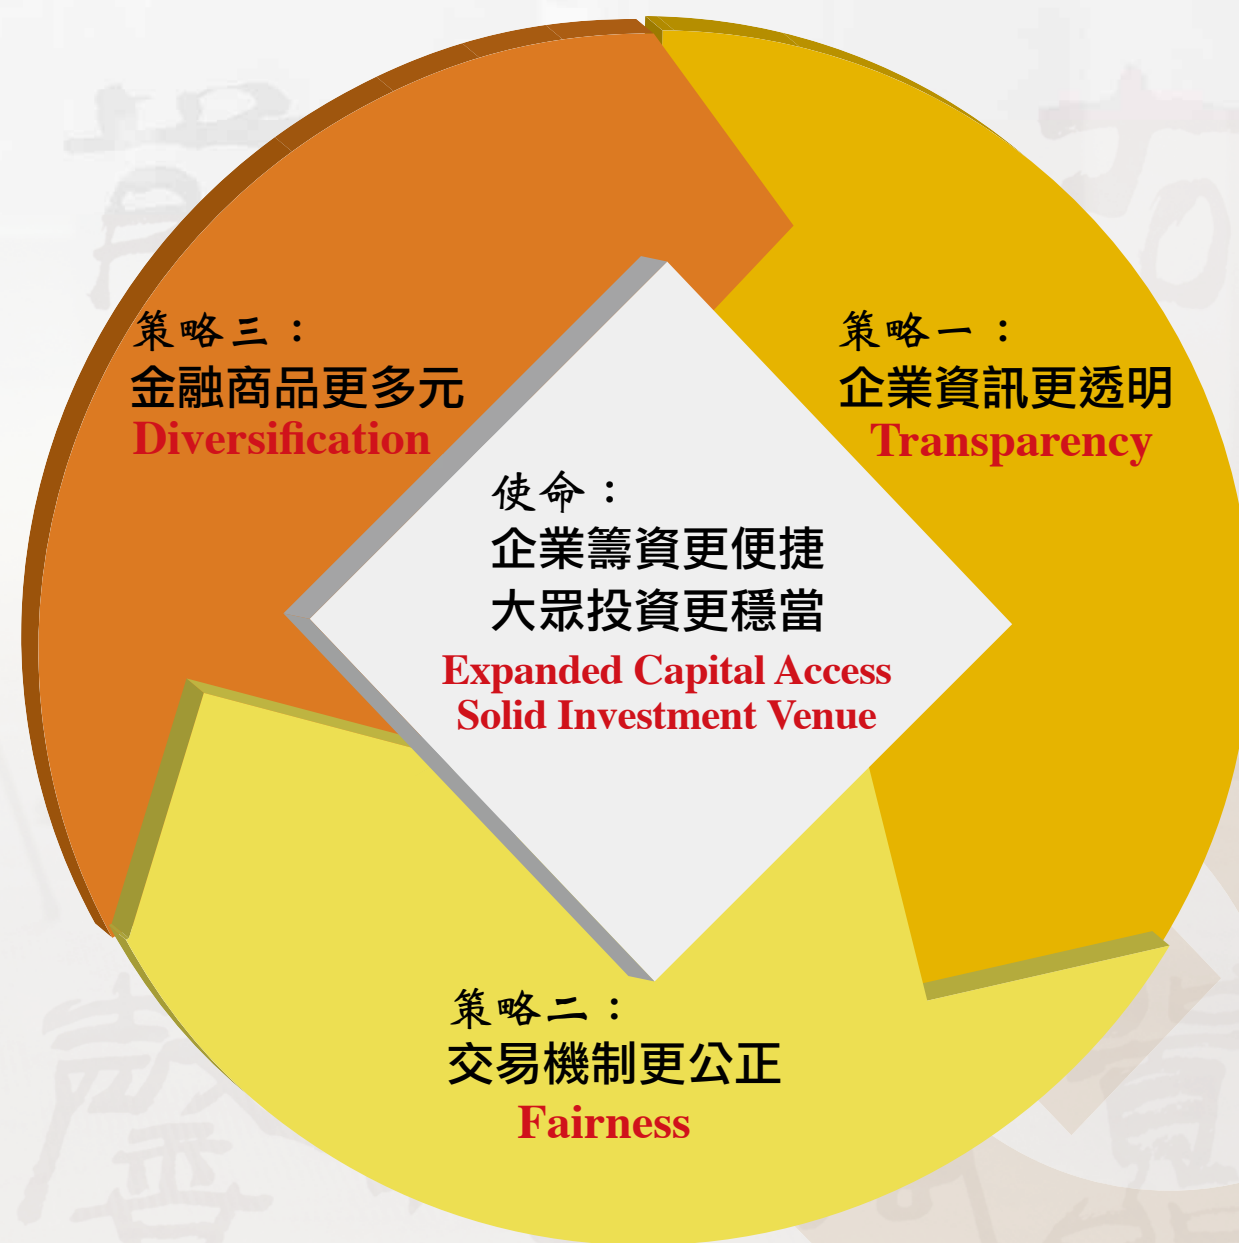 策略三：
金融商品更多元
Diversification
策略一：
企業資訊更透明
Transparency
使命：
企業籌資更便捷
大眾投資更穩當
Expanded Capital Access
Solid Investment Venue
策略二：
交易機制更公正
Fairness